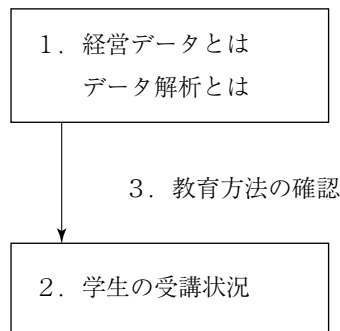 １．経営データとは
データ解析とは
３．教育方法の確認
２．学生の受講状況